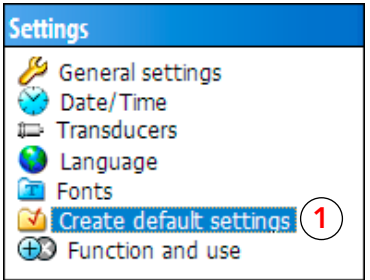 Settings
General settings
Date/Time
Transducers
Language
Fonts
Create default settings 1
Function and use